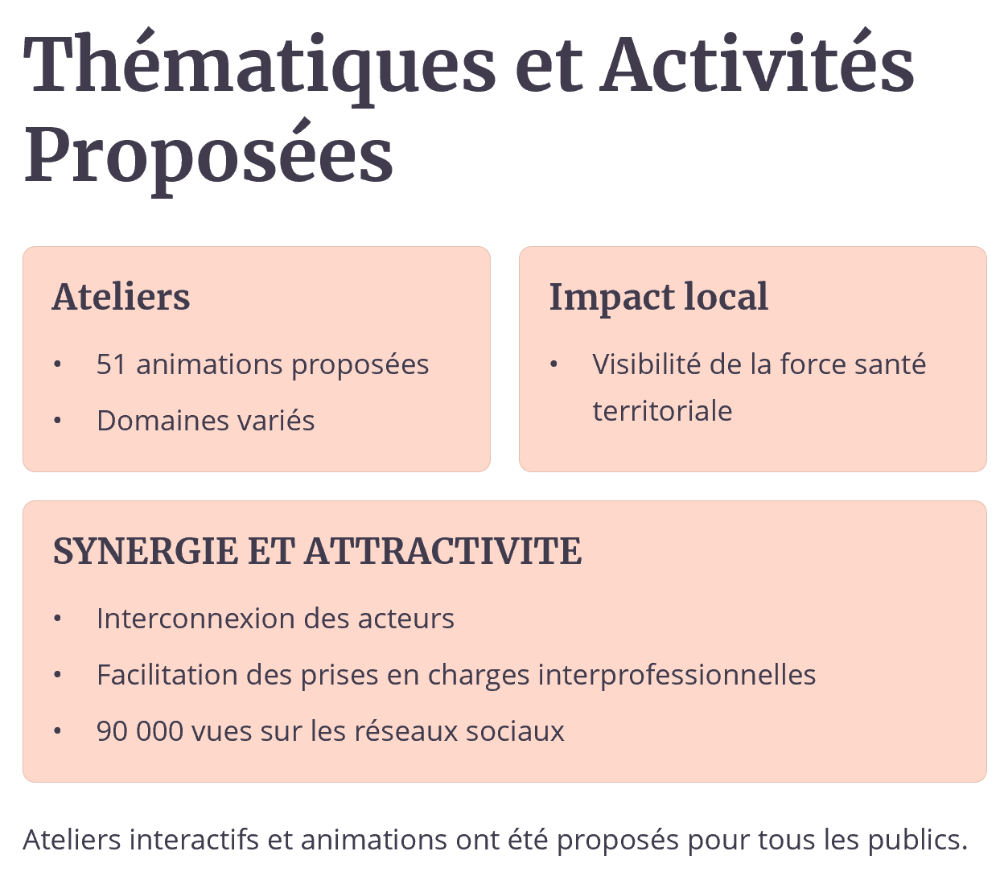 Thématiques et Activités
Proposées
Ateliers
• 51 animations proposées
• Domaines variés
Impact local
• Visibilité de la force santé
territoriale
SYNERGIE ET ATTRACTIVITE
• Interconnexion des acteurs
• Facilitation des prises en charges interprofessionnelles
• 90 000 vues sur les réseaux sociaux
Ateliers interactifs et animations ont été proposés pour tous les publics.